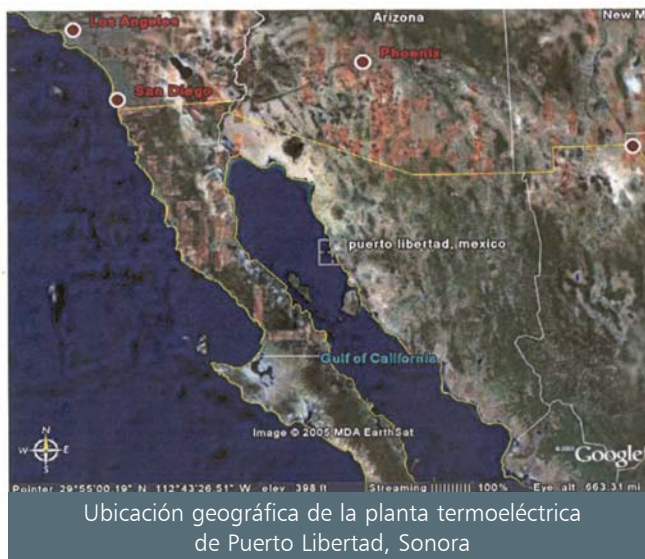 Arizona
New M
Los Angeles
Phoenix
San Diego
puerto libertad, mexico
Gulf of California
N
W E
S
Image © 2005 MDA EarthSat
Google
Pointer 29°55'00.19" N 112°43'26.51" W elev 398 ft Streaming |||||||||| 100% Eye alt 663.31 mi
Ubicación geográfica de la planta termoeléctrica
de Puerto Libertad, Sonora